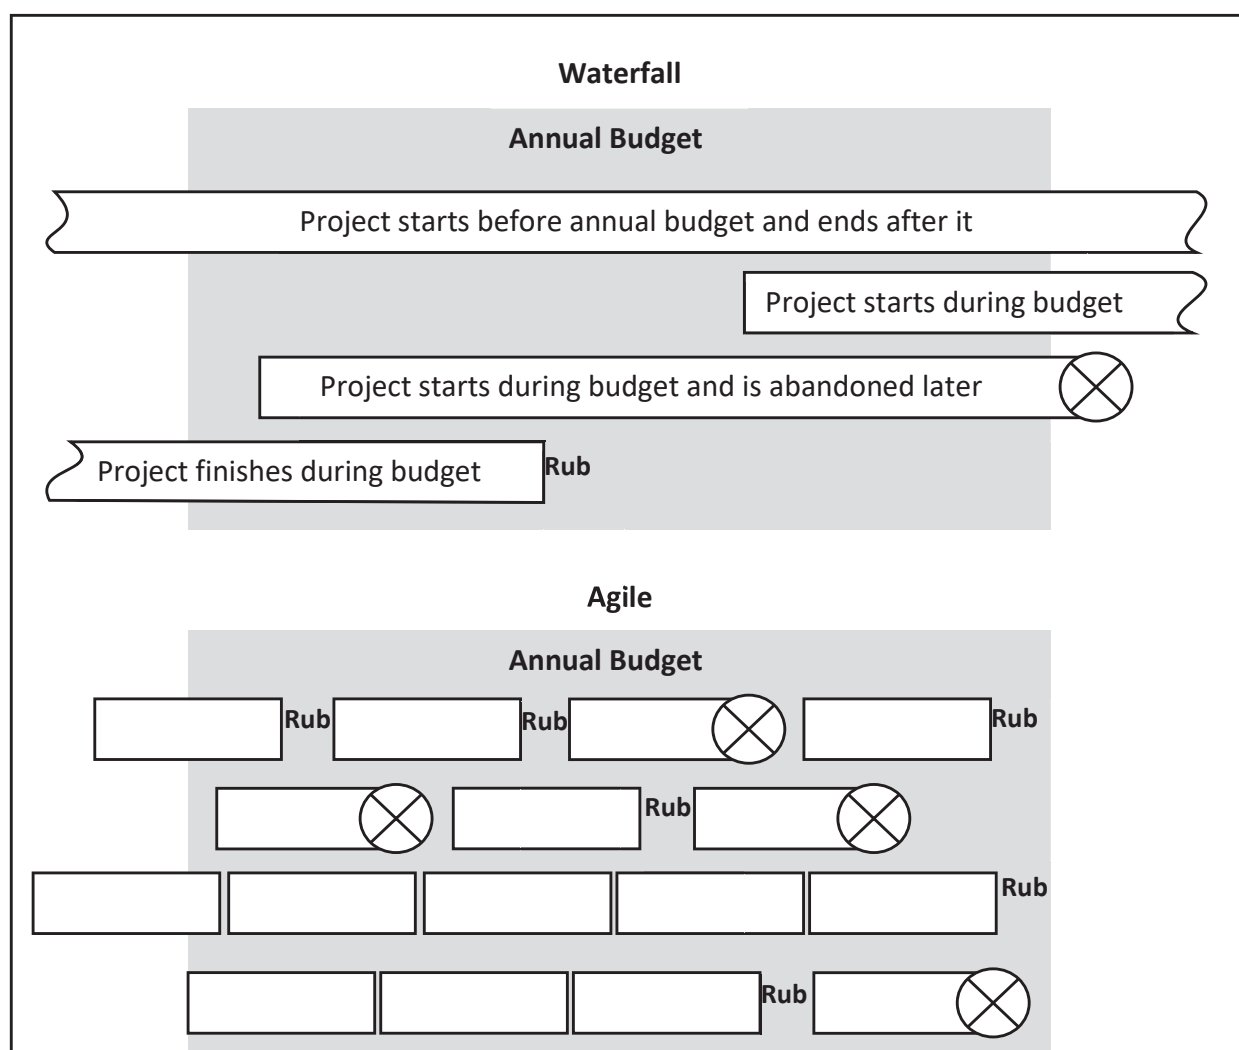 Waterfall
Annual Budget
Project starts before annual budget and ends after it
Project starts during budget
Project starts during budget and is abandoned later
Project finishes during budget Rub
Agile
Annual Budget
Rub Rub Rub
Rub
Rub
Rub